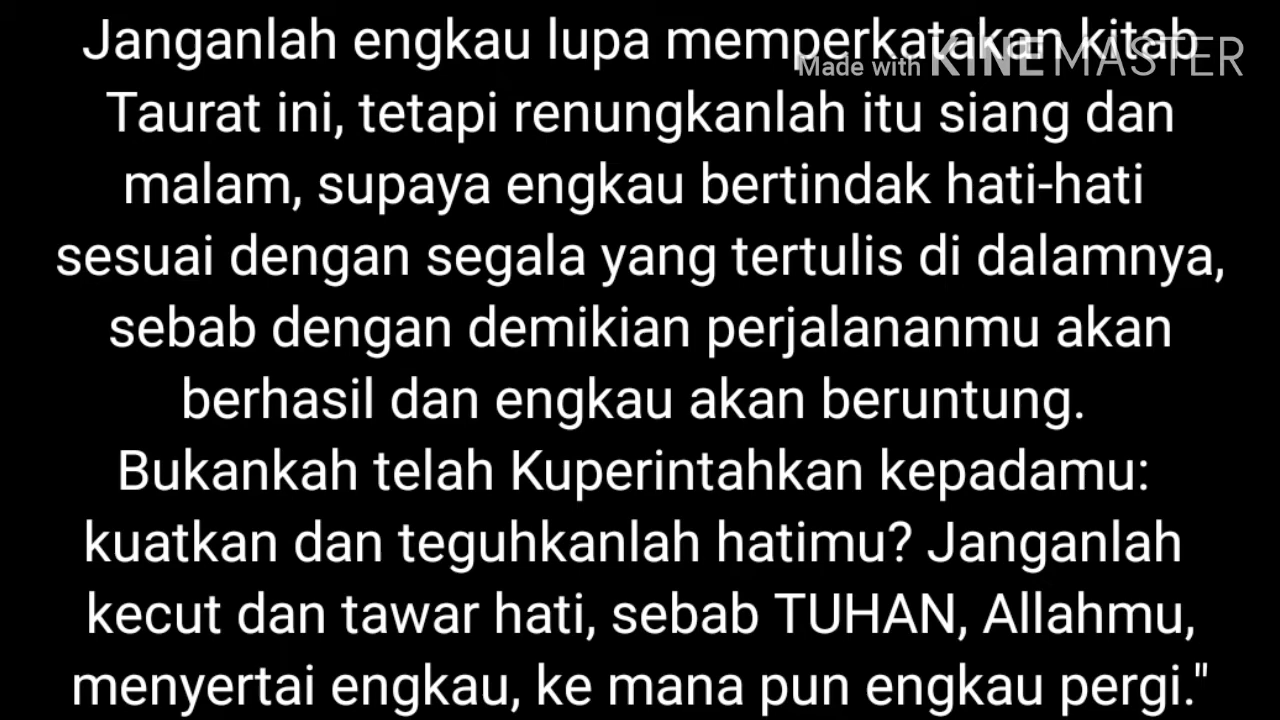 Janganlah engkau lupa memperkatakan kitab
Made with KINEMASTER
Taurat ini, tetapi renungkanlah itu siang dan
malam, supaya engkau bertindak hati-hati
sesuai dengan segala yang tertulis di dalamnya,
sebab dengan demikian perjalananmu akan
berhasil dan engkau akan beruntung.
Bukankah telah Kuperintahkan kepadamu:
kuatkan dan teguhkanlah hatimu? Janganlah
kecut dan tawar hati, sebab TUHAN, Allahmu,
menyertai engkau, ke mana pun engkau pergi."